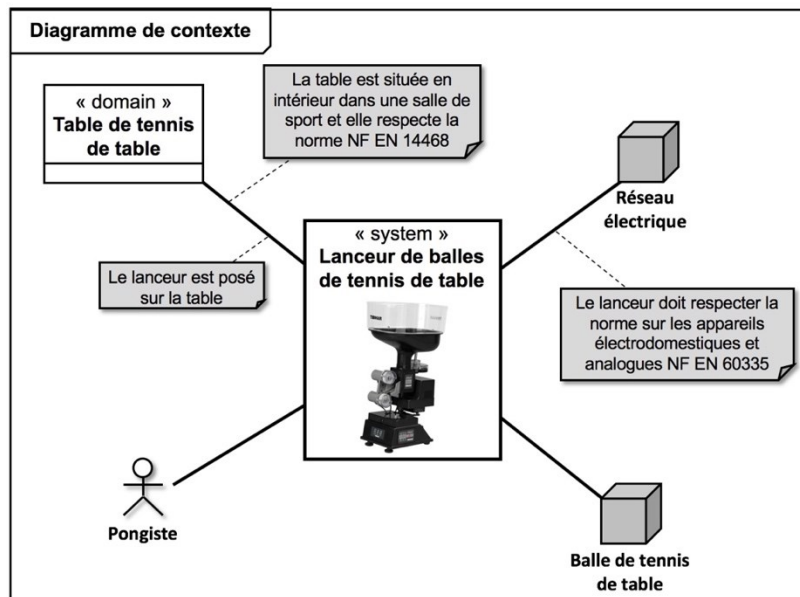 Diagramme de contexte
« domain »
Table de tennis
de table
La table est située en
intérieur dans une salle de
sport et elle respecte la
norme NF EN 14468
Réseau
électrique
« system »
Lanceur de balles
de tennis de table
Le lanceur est posé
sur la table
Le lanceur doit respecter la
norme sur les appareils
électrodomestiques et
analogues NF EN 60335
Pongiste
Balle de tennis
de table